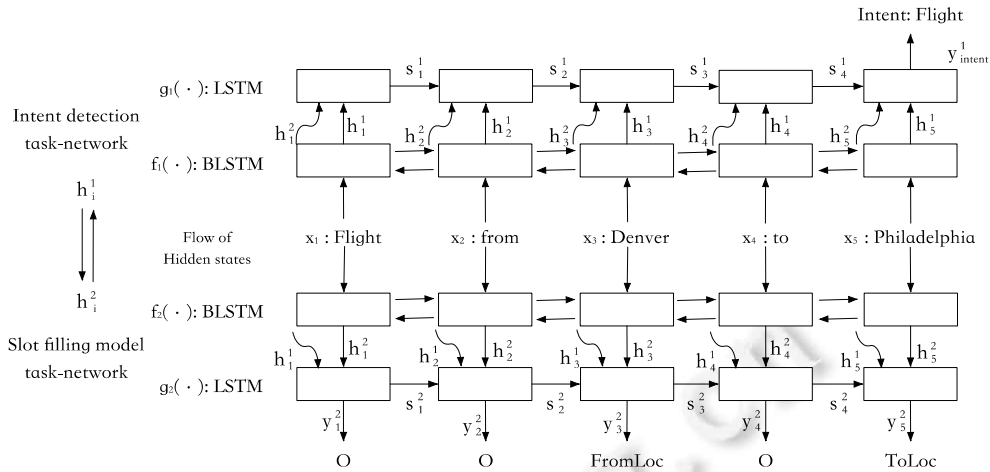 Intent: Flight
y¹intent
g₁( · ): LSTM
s¹₁
s¹₂
s¹₃
s¹₄
Intent detection
task-network
h²₁
h¹₁
h²₂
h¹₂
h²₃
h¹₃
h²₄
h¹₄
h²₅
h¹₅
f₁( · ): BLSTM
h¹ᵢ
Flow of
Hidden states
x₁ : Flight
x₂ : from
x₃ : Denver
x₄ : to
x₅ : Philadelphia
h²ᵢ
f₂( · ): BLSTM
Slot filling model
task-network
h¹₁
h²₁
h¹₂
h²₂
h¹₃
h²₃
h¹₄
h²₄
h¹₅
h²₅
g₂( · ): LSTM
s²₁
s²₂
s²₃
s²₄
y²₁
y²₂
y²₃
y²₄
y²₅
O
O
FromLoc
O
ToLoc